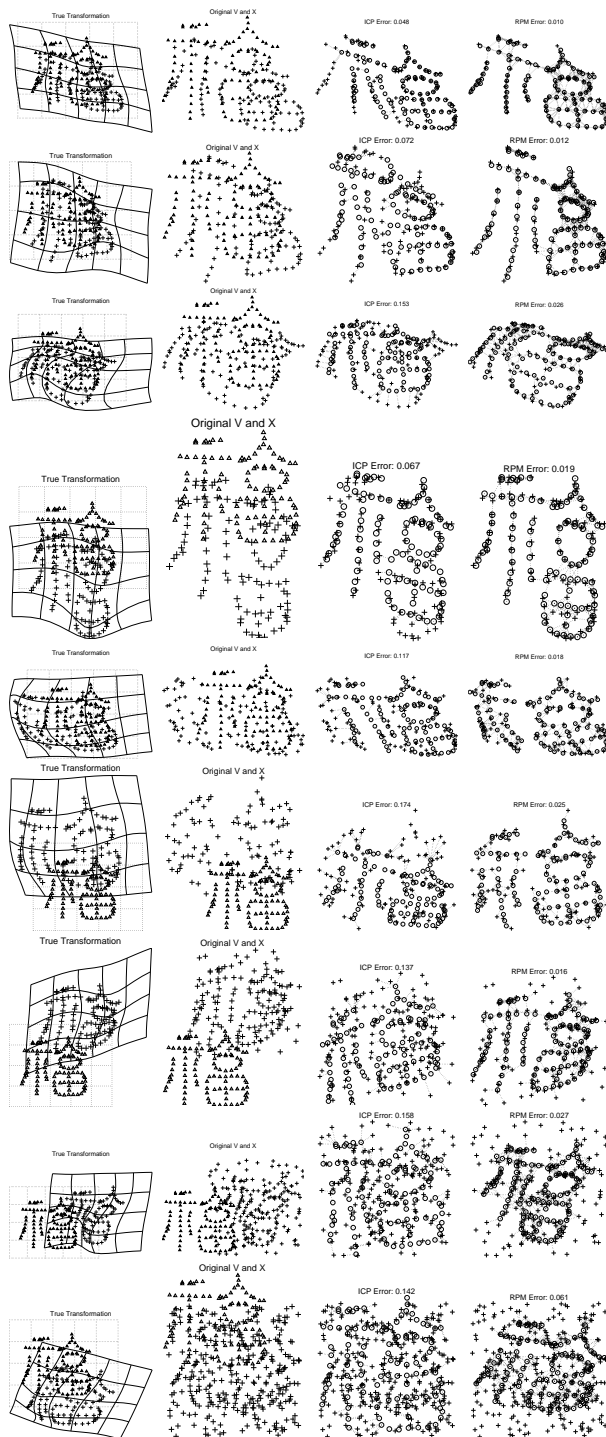 True Transformation
Original V and X
ICP Error: 0.048
RPM Error: 0.010
True Transformation
Original V and X
ICP Error: 0.072
RPM Error: 0.012
True Transformation
Original V and X
ICP Error: 0.153
RPM Error: 0.026
True Transformation
Original V and X
ICP Error: 0.067
RPM Error: 0.019
True Transformation
Original V and X
ICP Error: 0.117
RPM Error: 0.018
True Transformation
Original V and X
ICP Error: 0.174
RPM Error: 0.025
True Transformation
Original V and X
ICP Error: 0.137
RPM Error: 0.016
True Transformation
Original V and X
ICP Error: 0.158
RPM Error: 0.027
True Transformation
Original V and X
ICP Error: 0.142
RPM Error: 0.061